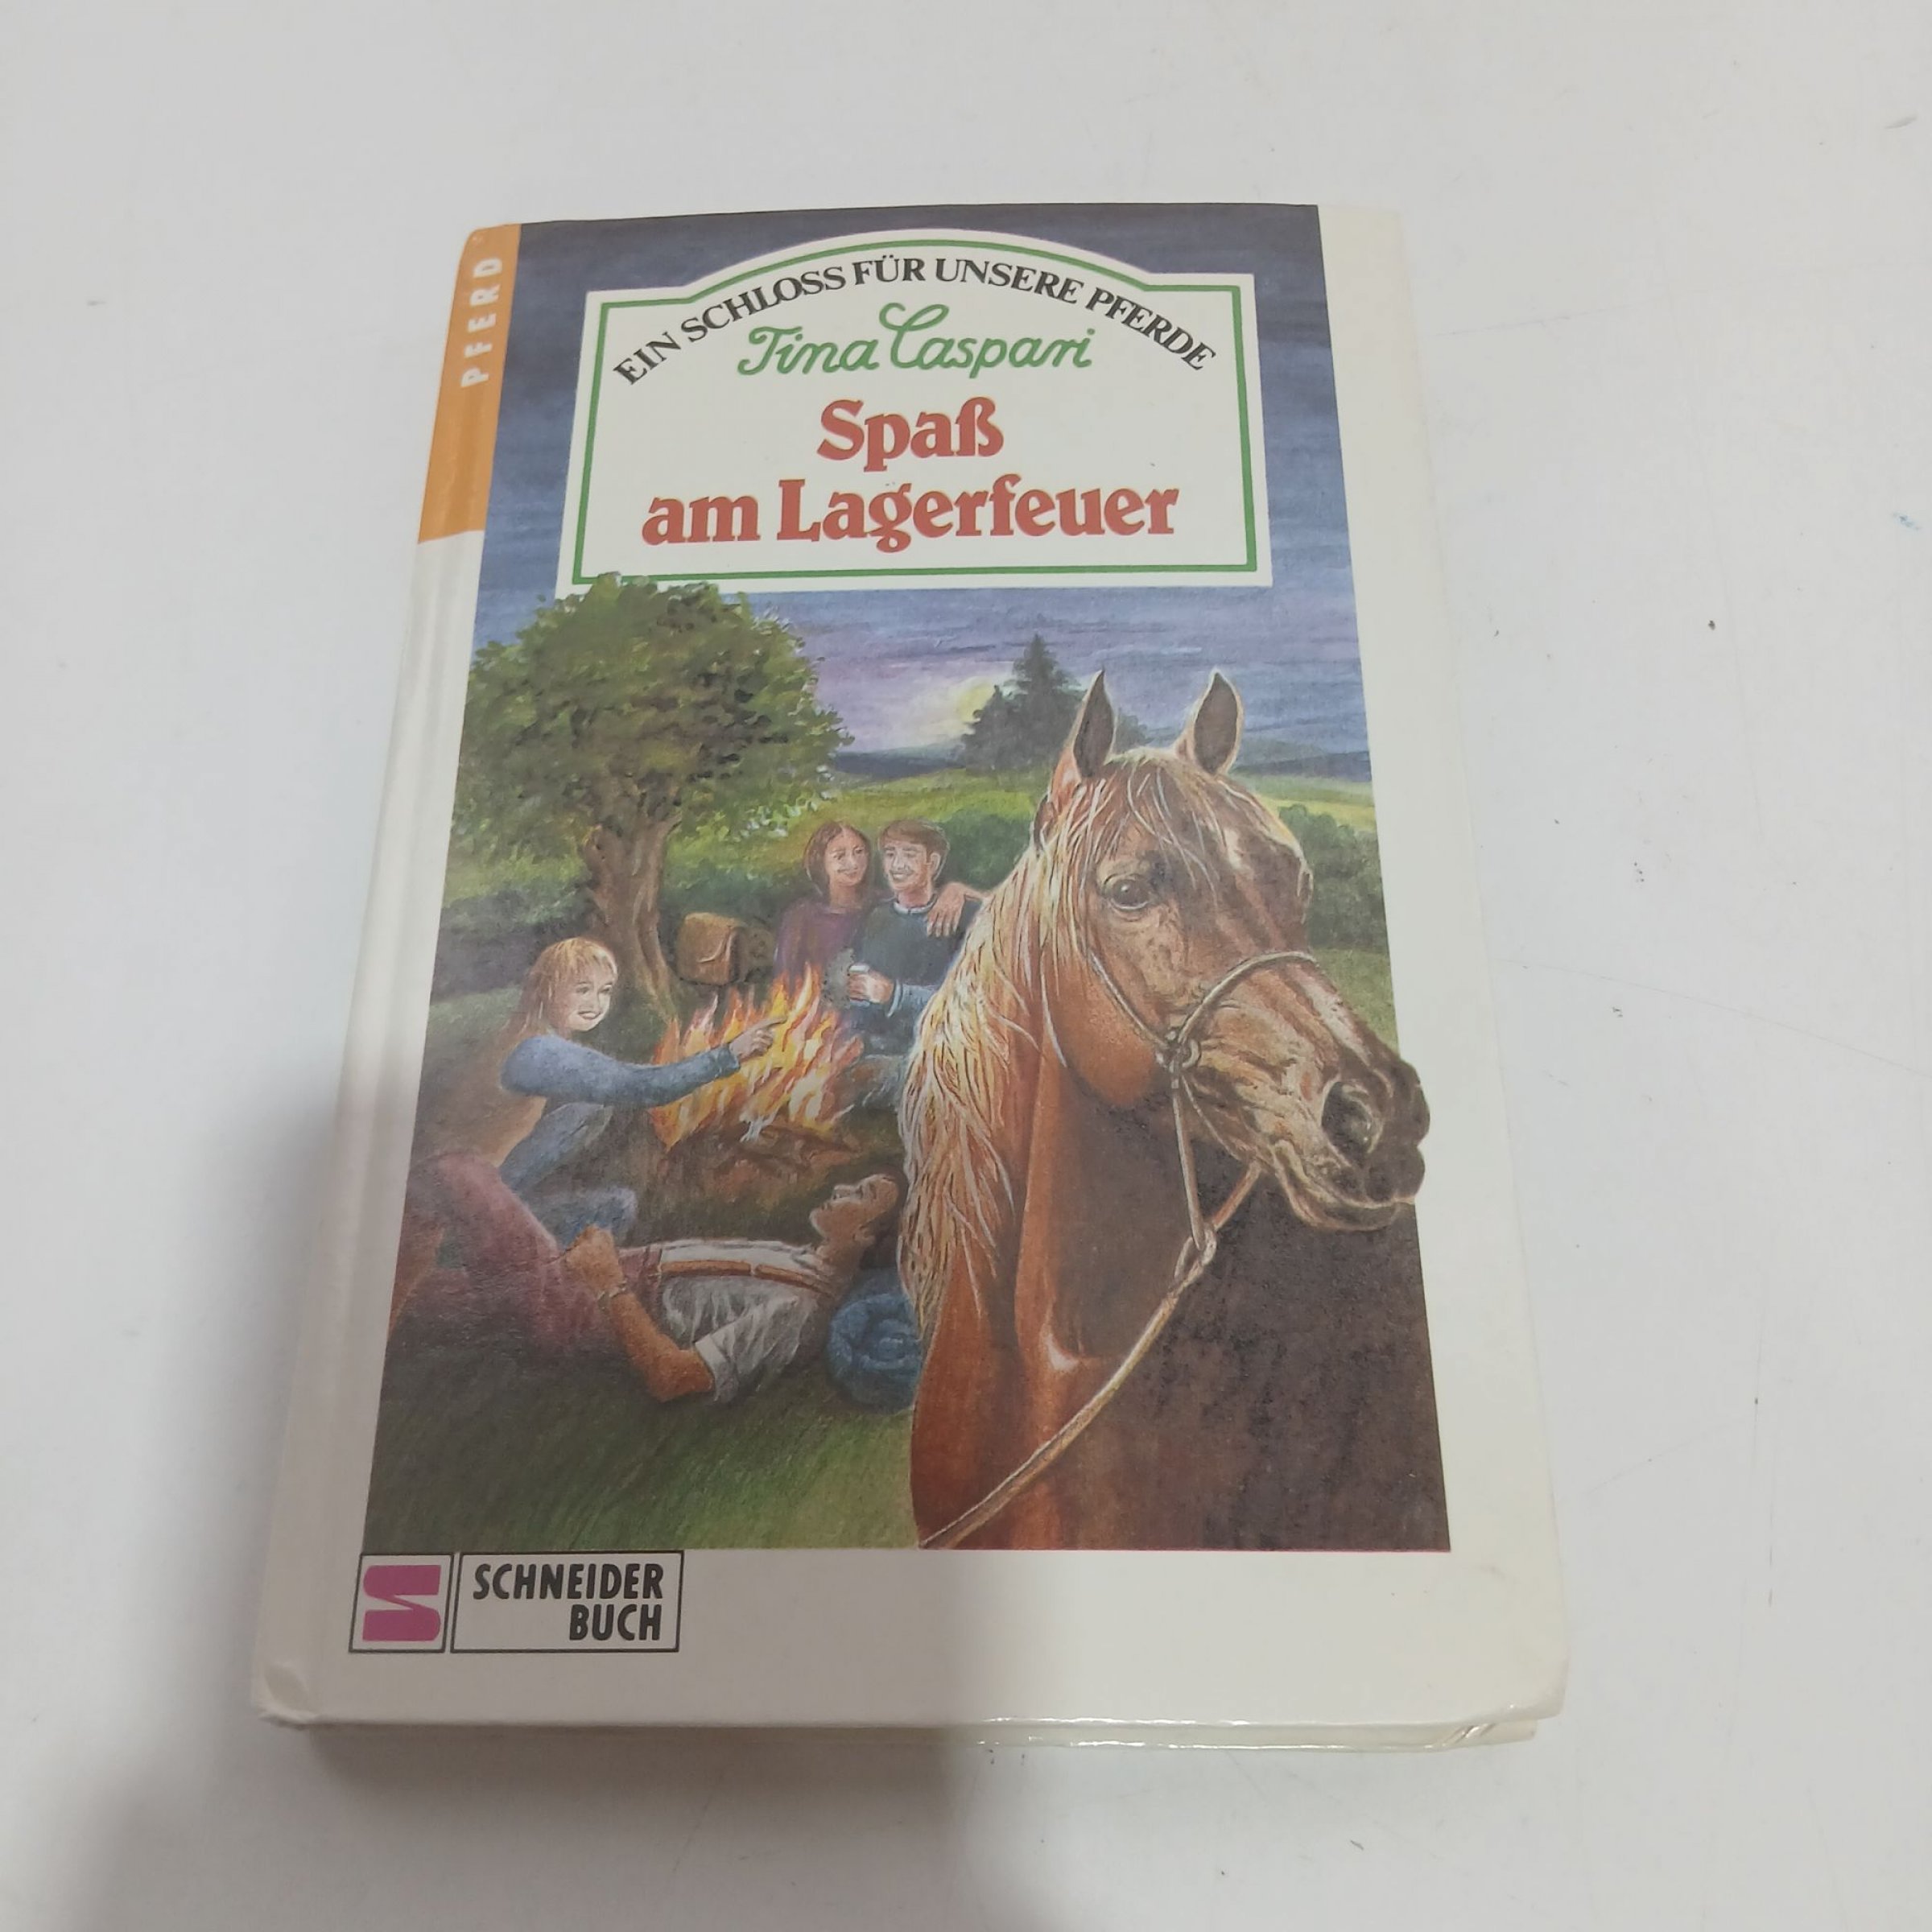 PFERD
EIN SCHLOSS FÜR UNSERE PFERDE
Tina Caspari
Spaß
am Lagerfeuer
SCHNEIDER
BUCH